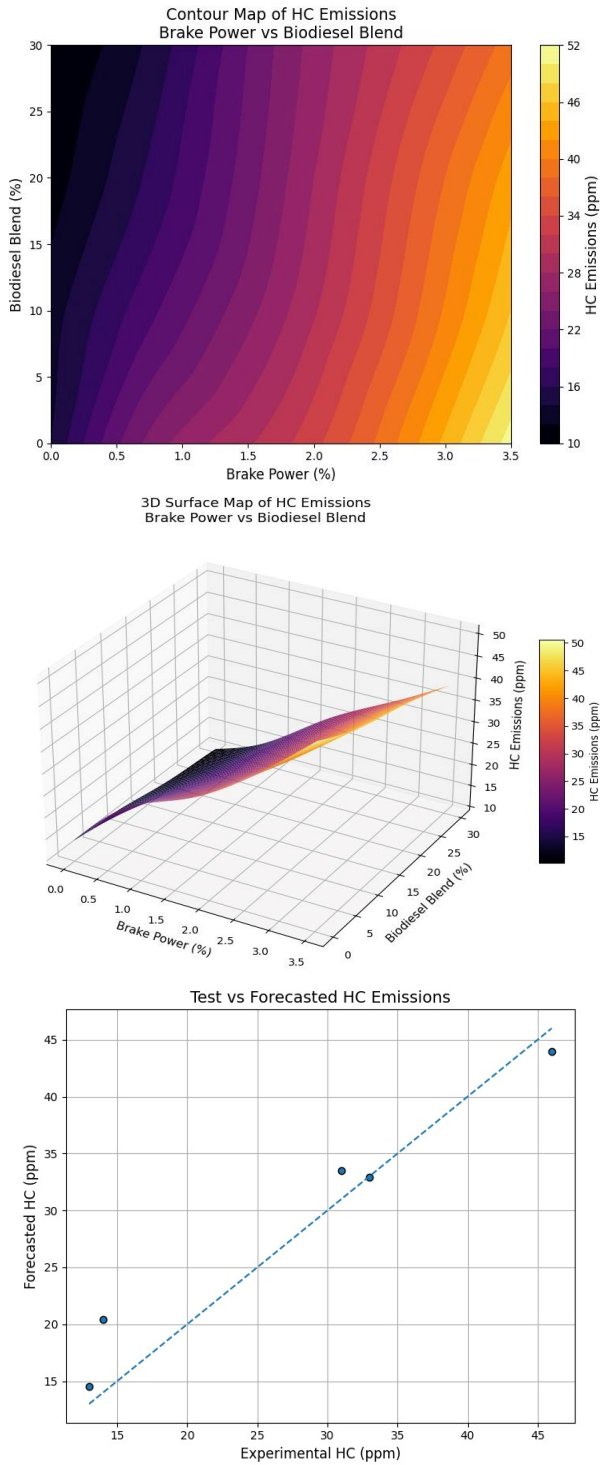 Contour Map of HC Emissions
Brake Power vs Biodiesel Blend
30
25
20
15
10
5
0
Biodiesel Blend (%)
0.0 0.5 1.0 1.5 2.0 2.5 3.0 3.5
Brake Power (%)
52
46
40
34
28
22
16
10
HC Emissions (ppm)
3D Surface Map of HC Emissions
Brake Power vs Biodiesel Blend
0.0 0.5 1.0 1.5 2.0 2.5 3.0 3.5
Brake Power (%)
0 5 10 15 20 25 30
Biodiesel Blend (%)
50
45
40
35
30
25
20
15
10
HC Emissions (ppm)
50
45
40
35
30
25
20
15
HC Emissions (ppm)
Test vs Forecasted HC Emissions
45
40
35
30
25
20
15
Forecasted HC (ppm)
15 20 25 30 35 40 45
Experimental HC (ppm)